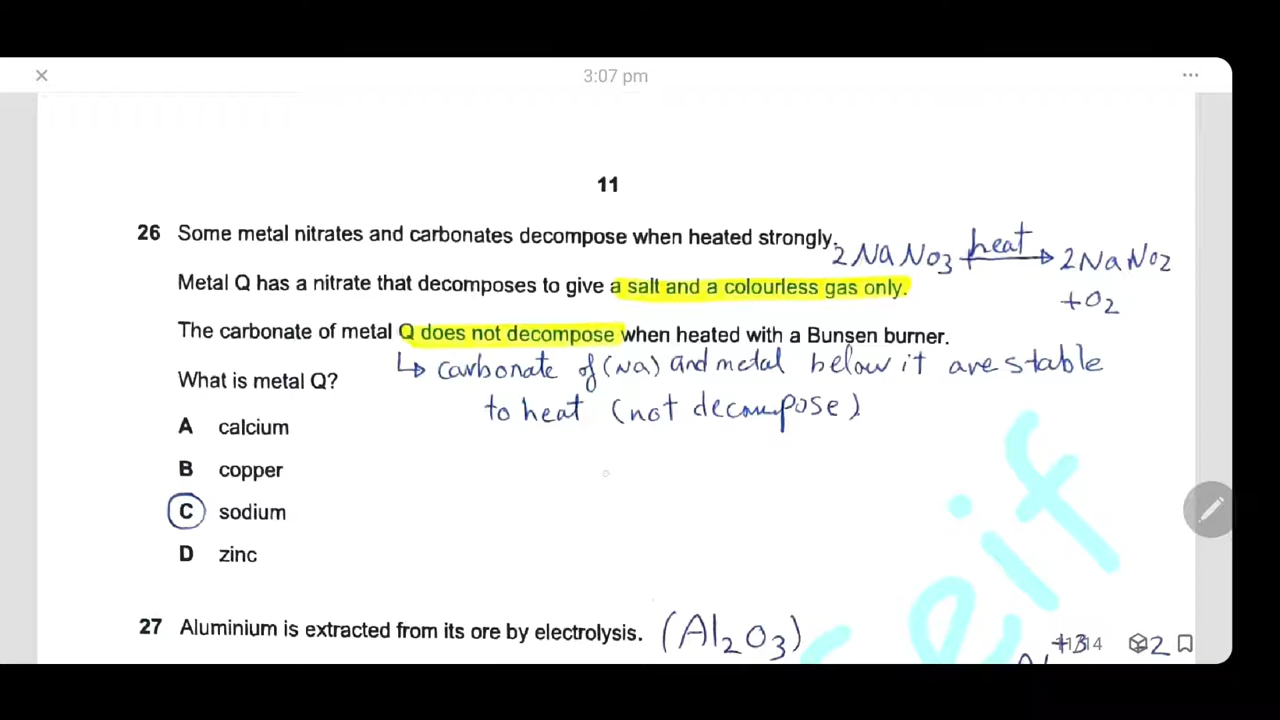 3:07 pm
11
26 Some metal nitrates and carbonates decompose when heated strongly.
2NaNO3 heat 2NaNO2
+O2
Metal Q has a nitrate that decomposes to give a salt and a colourless gas only.
The carbonate of metal Q does not decompose when heated with a Bunsen burner.
carbonate of (Na) and metal below it are stable
to heat (not decompose)
What is metal Q?
A calcium
B copper
C sodium
D zinc
27 Aluminium is extracted from its ore by electrolysis. (Al2O3)
eif
+3
2